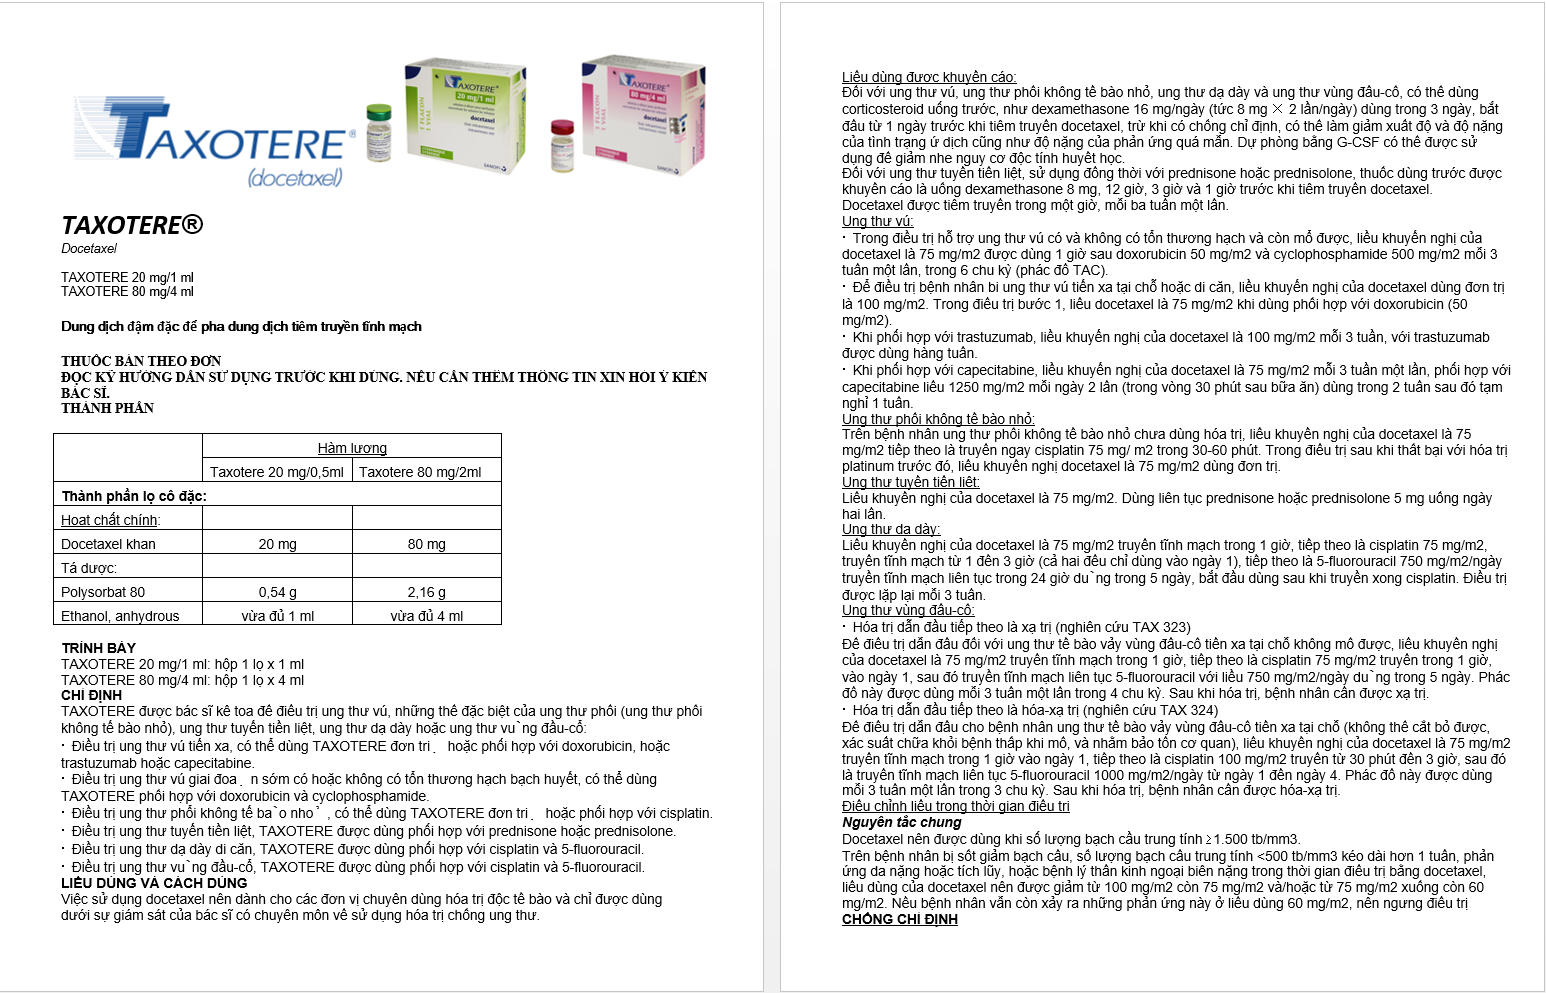 TAXOTERE®
(docetaxel)
TAXOTERE®
20 mg/1 ml
docetaxel
1 FLACON
1 VIAL
SANOFI
TAXOTERE®
80 mg/4 ml
docetaxel
1 FLACON
1 VIAL
SANOFI
TAXOTERE®
Docetaxel
TAXOTERE 20 mg/1 ml
TAXOTERE 80 mg/4 ml
Dung dịch đậm đặc để pha dung dịch tiêm truyền tĩnh mạch
THUỐC BÁN THEO ĐƠN
ĐỌC KỸ HƯỚNG DẪN SỬ DỤNG TRƯỚC KHI DÙNG. NẾU CẦN THÊM THÔNG TIN XIN HỎI Ý KIẾN
BÁC SĨ.
THÀNH PHẦN
Hàm lượng
Taxotere 20 mg/0,5ml Taxotere 80 mg/2ml
Thành phần lọ cô đặc:
Hoạt chất chính:
Docetaxel khan 20 mg 80 mg
Tá dược:
Polysorbat 80 0,54 g 2,16 g
Ethanol, anhydrous vừa đủ 1 ml vừa đủ 4 ml
TRÌNH BÀY
TAXOTERE 20 mg/1 ml: hộp 1 lọ x 1 ml
TAXOTERE 80 mg/4 ml: hộp 1 lọ x 4 ml
CHỈ ĐỊNH
TAXOTERE được bác sĩ kê toa để điều trị ung thư vú, những thể đặc biệt của ung thư phổi (ung thư phổi
không tế bào nhỏ), ung thư tuyến tiền liệt, ung thư dạ dày hoặc ung thư vu`ng đầu-cổ:
· Điều trị ung thư vú tiến xa, có thể dùng TAXOTERE đơn tri ̣ hoặc phối hợp với doxorubicin, hoặc
trastuzumab hoặc capecitabine.
· Điều trị ung thư vú giai đoa ̣n sớm có hoặc không có tổn thương hạch bạch huyết, có thể dùng
TAXOTERE phối hợp với doxorubicin và cyclophosphamide.
· Điều trị ung thư phổi không tế ba`o nho ̉ , có thể dùng TAXOTERE đơn tri ̣ hoặc phối hợp với cisplatin.
· Điều trị ung thư tuyến tiền liệt, TAXOTERE được dùng phối hợp với prednisone hoặc prednisolone.
· Điều trị ung thư dạ dày di căn, TAXOTERE được dùng phối hợp với cisplatin và 5-fluorouracil.
· Điều trị ung thư vu`ng đầu-cổ, TAXOTERE được dùng phối hợp với cisplatin và 5-fluorouracil.
LIỀU DÙNG VÀ CÁCH DÙNG
Việc sử dụng docetaxel nên dành cho các đơn vị chuyên dùng hóa trị độc tế bào và chỉ được dùng
dưới sự giám sát của bác sĩ có chuyên môn về sử dụng hóa trị chống ung thư.
Liều dùng được khuyến cáo:
Đối với ung thư vú, ung thư phổi không tế bào nhỏ, ung thư dạ dày và ung thư vùng đầu-cổ, có thể dùng
corticosteroid uống trước, như dexamethasone 16 mg/ngày (tức 8 mg × 2 lần/ngày) dùng trong 3 ngày, bắt
đầu từ 1 ngày trước khi tiêm truyền docetaxel, trừ khi có chống chỉ định, có thể làm giảm xuất độ và độ nặng
của tình trạng ứ dịch cũng như độ nặng của phản ứng quá mẫn. Dự phòng bằng G-CSF có thể được sử
dụng để giảm nhẹ nguy cơ độc tính huyết học.
Đối với ung thư tuyến tiền liệt, sử dụng đồng thời với prednisone hoặc prednisolone, thuốc dùng trước được
khuyến cáo là uống dexamethasone 8 mg, 12 giờ, 3 giờ và 1 giờ trước khi tiêm truyền docetaxel.
Docetaxel được tiêm truyền trong một giờ, mỗi ba tuần một lần.
Ung thư vú:
· Trong điều trị hỗ trợ ung thư vú có và không có tổn thương hạch và còn mổ được, liều khuyến nghị của
docetaxel là 75 mg/m2 được dùng 1 giờ sau doxorubicin 50 mg/m2 và cyclophosphamide 500 mg/m2 mỗi 3
tuần một lần, trong 6 chu kỳ (phác đồ TAC).
· Để điều trị bệnh nhân bị ung thư vú tiến xa tại chỗ hoặc di căn, liều khuyến nghị của docetaxel dùng đơn trị
là 100 mg/m2. Trong điều trị bước 1, liều docetaxel là 75 mg/m2 khi dùng phối hợp với doxorubicin (50
mg/m2).
· Khi phối hợp với trastuzumab, liều khuyến nghị của docetaxel là 100 mg/m2 mỗi 3 tuần, với trastuzumab
được dùng hàng tuần.
· Khi phối hợp với capecitabine, liều khuyến nghị của docetaxel là 75 mg/m2 mỗi 3 tuần một lần, phối hợp với
capecitabine liều 1250 mg/m2 mỗi ngày 2 lần (trong vòng 30 phút sau bữa ăn) dùng trong 2 tuần sau đó tạm
nghỉ 1 tuần.
Ung thư phổi không tế bào nhỏ:
Trên bệnh nhân ung thư phổi không tế bào nhỏ chưa dùng hóa trị, liều khuyến nghị của docetaxel là 75
mg/m2 tiếp theo là truyền ngay cisplatin 75 mg/ m2 trong 30-60 phút. Trong điều trị sau khi thất bại với hóa trị
platinum trước đó, liều khuyến nghị docetaxel là 75 mg/m2 dùng đơn trị.
Ung thư tuyến tiền liệt:
Liều khuyến nghị của docetaxel là 75 mg/m2. Dùng liên tục prednisone hoặc prednisolone 5 mg uống ngày
hai lần.
Ung thư dạ dày:
Liều khuyến nghị của docetaxel là 75 mg/m2 truyền tĩnh mạch trong 1 giờ, tiếp theo là cisplatin 75 mg/m2,
truyền tĩnh mạch từ 1 đến 3 giờ (cả hai đều chỉ dùng vào ngày 1), tiếp theo là 5-fluorouracil 750 mg/m2/ngày
truyền tĩnh mạch liên tục trong 24 giờ du`ng trong 5 ngày, bắt đầu dùng sau khi truyền xong cisplatin. Điều trị
được lặp lại mỗi 3 tuần.
Ung thư vùng đầu-cổ:
· Hóa trị dẫn đầu tiếp theo là xạ trị (nghiên cứu TAX 323)
Để điều trị dẫn đầu đối với ung thư tế bào vảy vùng đầu-cổ tiến xa tại chỗ không mổ được, liều khuyến nghị
của docetaxel là 75 mg/m2 truyền tĩnh mạch trong 1 giờ, tiếp theo là cisplatin 75 mg/m2 truyền trong 1 giờ,
vào ngày 1, sau đó truyền tĩnh mạch liên tục 5-fluorouracil với liều 750 mg/m2/ngày du`ng trong 5 ngày. Phác
đồ này được dùng mỗi 3 tuần một lần trong 4 chu kỳ. Sau khi hóa trị, bệnh nhân cần được xạ trị.
· Hóa trị dẫn đầu tiếp theo là hóa-xạ trị (nghiên cứu TAX 324)
Để điều trị dẫn đầu cho bệnh nhân ung thư tế bào vảy vùng đầu-cổ tiến xa tại chỗ (không thể cắt bỏ được,
xác suất chữa khỏi bệnh thấp khi mổ, và nhằm bảo tồn cơ quan), liều khuyến nghị của docetaxel là 75 mg/m2
truyền tĩnh mạch trong 1 giờ vào ngày 1, tiếp theo là cisplatin 100 mg/m2 truyền từ 30 phút đến 3 giờ, sau đó
là truyền tĩnh mạch liên tục 5-fluorouracil 1000 mg/m2/ngày từ ngày 1 đến ngày 4. Phác đồ này được dùng
mỗi 3 tuần một lần trong 3 chu kỳ. Sau khi hóa trị, bệnh nhân cần được hóa-xạ trị.
Điều chỉnh liều trong thời gian điều trị
Nguyên tắc chung
Docetaxel nên được dùng khi số lượng bạch cầu trung tính ≥1.500 tb/mm3.
Trên bệnh nhân bị sốt giảm bạch cầu, số lượng bạch cầu trung tính <500 tb/mm3 kéo dài hơn 1 tuần, phản
ứng da nặng hoặc tích lũy, hoặc bệnh lý thần kinh ngoại biên nặng trong thời gian điều trị bằng docetaxel,
liều dùng của docetaxel nên được giảm từ 100 mg/m2 còn 75 mg/m2 và/hoặc từ 75 mg/m2 xuống còn 60
mg/m2. Nếu bệnh nhân vẫn còn xảy ra những phản ứng này ở liều dùng 60 mg/m2, nên ngưng điều trị
CHỐNG CHỈ ĐỊNH